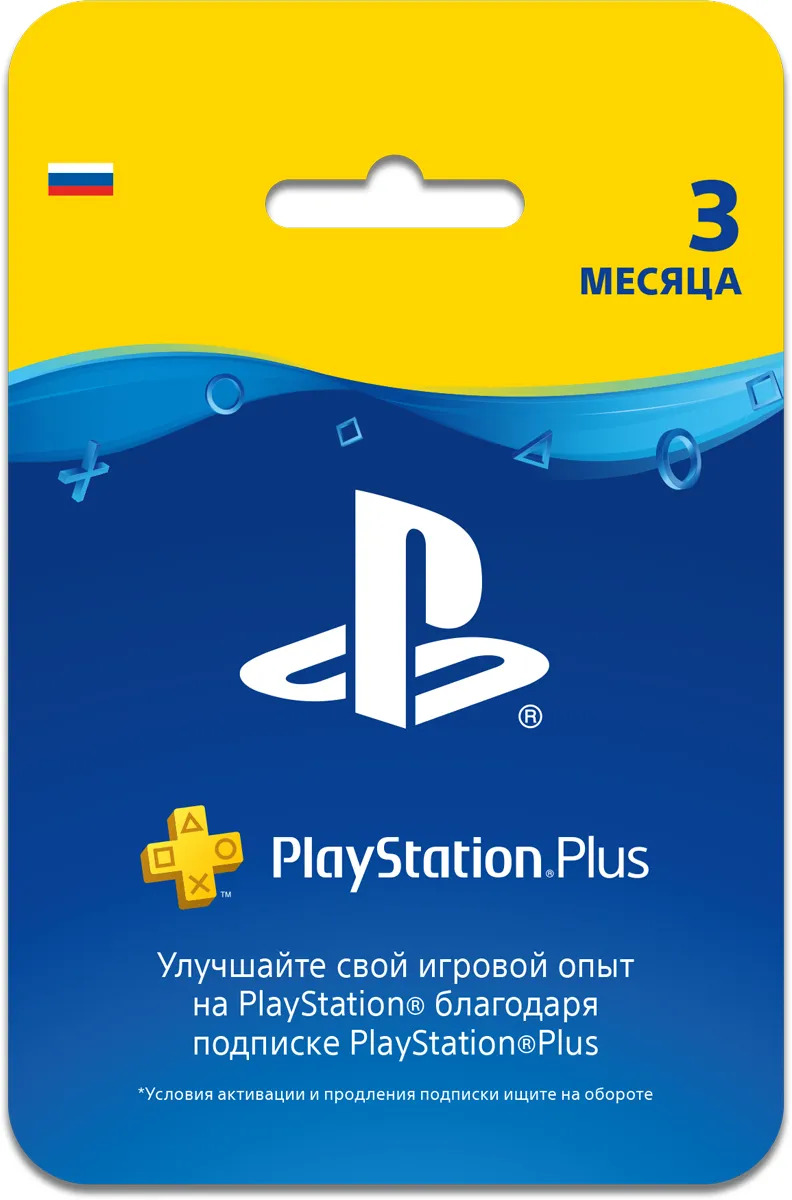 3
МЕСЯЦА
®
™
PlayStation®Plus
Улучшайте свой игровой опыт
на PlayStation® благодаря
подписке PlayStation®Plus
*Условия активации и продления подписки ищите на обороте